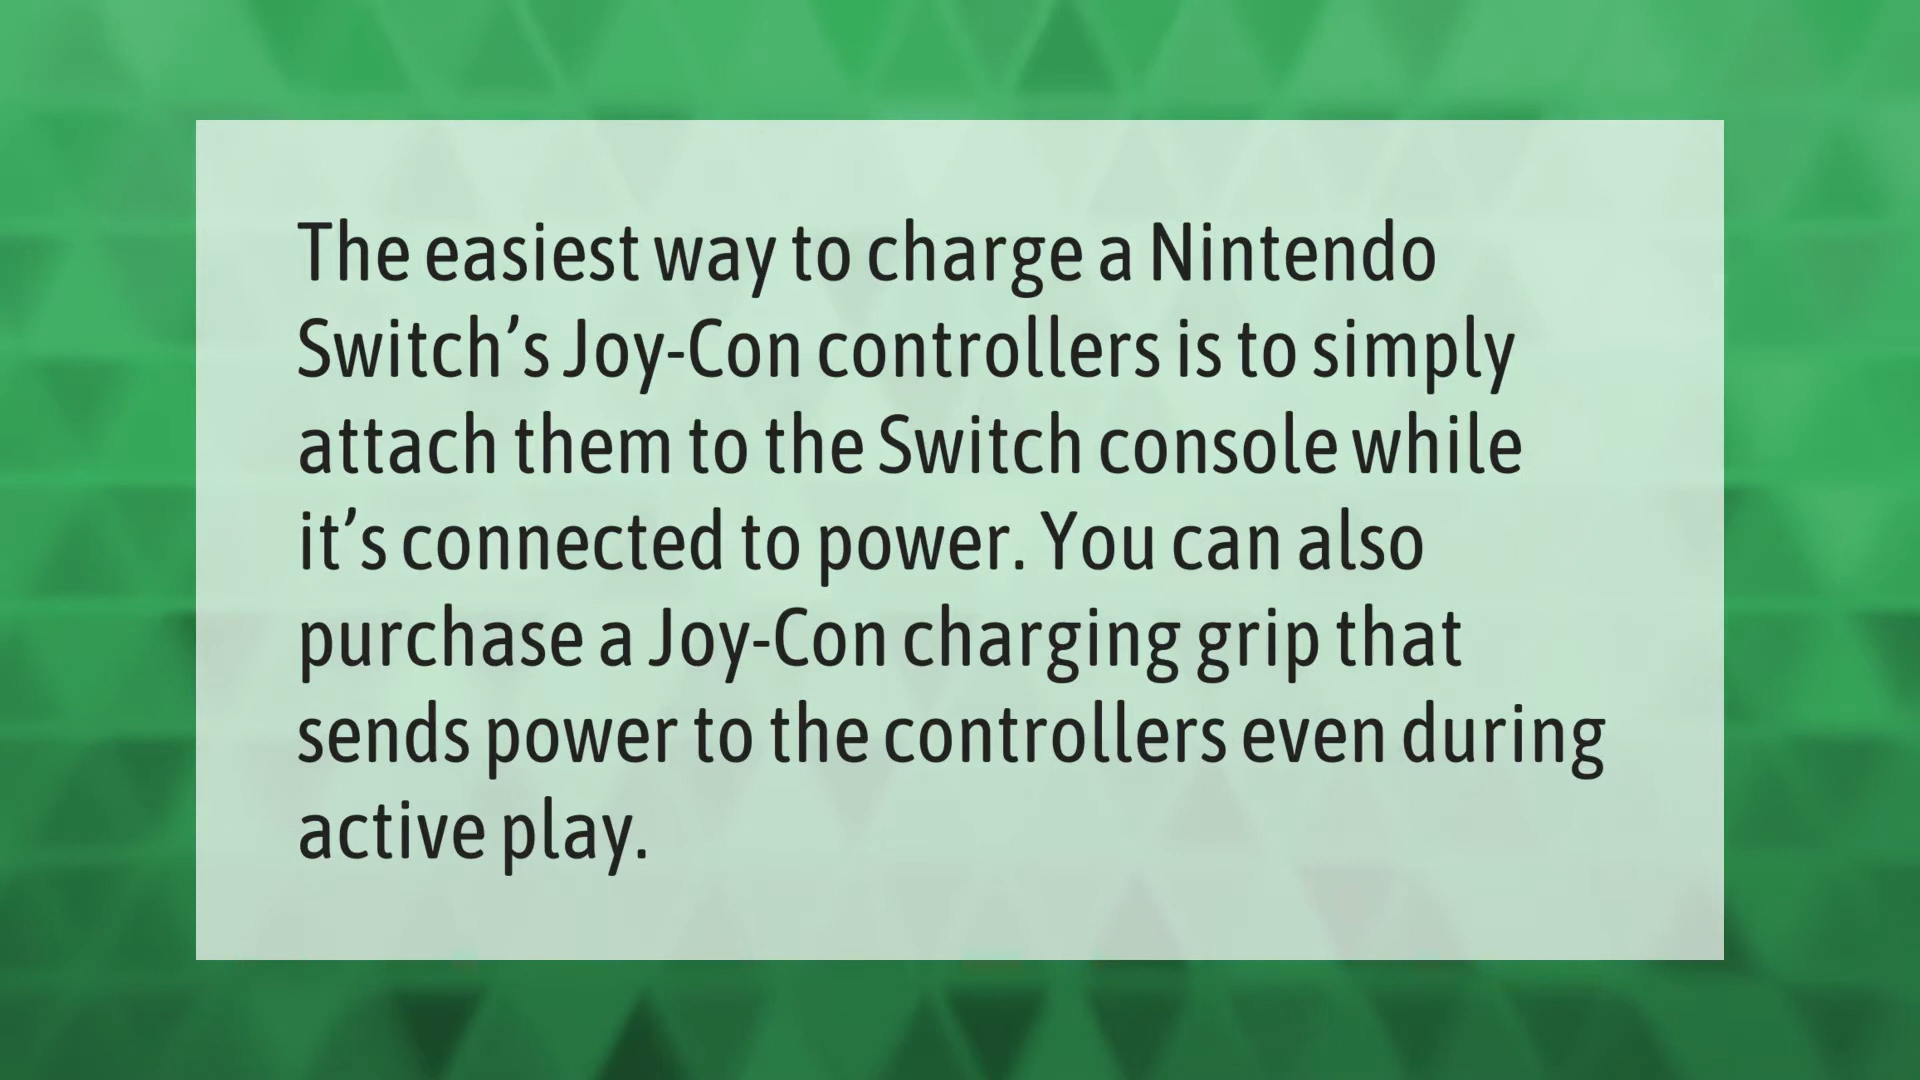 The easiest way to charge a Nintendo
Switch’s Joy-Con controllers is to simply
attach them to the Switch console while
it’s connected to power. You can also
purchase a Joy-Con charging grip that
sends power to the controllers even during
active play.